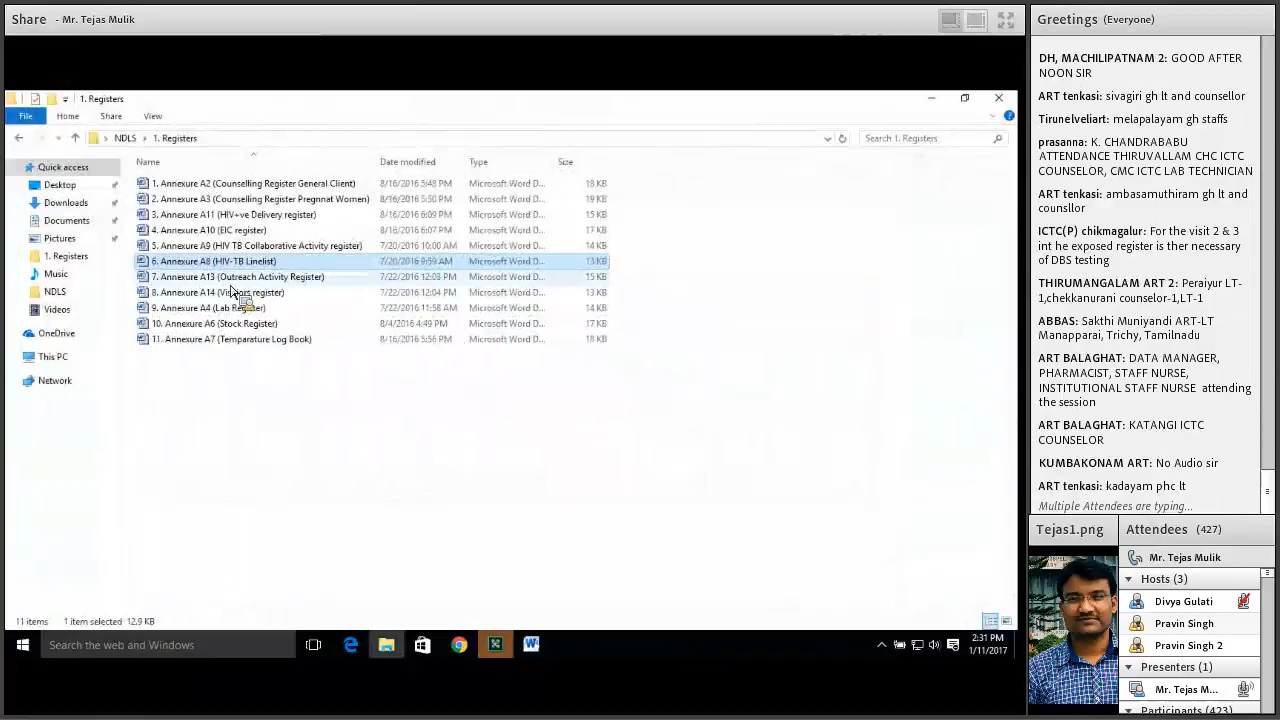 Share - Mr. Tejas Mulik
1. Registers
File Home Share View
NDLS 1. Registers
Search 1. Registers
Quick access
Desktop
Downloads
Documents
Pictures
1. Registers
Music
NDLS
Videos
OneDrive
This PC
Network
Name Date modified Type Size
1. Annexure A2 (Counselling Register General Client) 8/16/2016 5:48 PM Microsoft Word D... 18 KB
2. Annexure A3 (Counselling Register Pregnnat Women) 8/16/2016 5:50 PM Microsoft Word D... 19 KB
3. Annexure A11 (HIV+ve Delivery register) 8/16/2016 6:09 PM Microsoft Word D... 15 KB
4. Annexure A10 (EIC register) 8/16/2016 6:07 PM Microsoft Word D... 17 KB
5. Annexure A9 (HIV TB Collaborative Activity register) 7/20/2016 10:00 AM Microsoft Word D... 14 KB
6. Annexure A8 (HIV-TB Linelist) 7/20/2016 9:59 AM Microsoft Word D... 13 KB
7. Annexure A13 (Outreach Activity Register) 7/22/2016 12:03 PM Microsoft Word D... 15 KB
8. Annexure A14 (Visitors register) 7/22/2016 12:04 PM Microsoft Word D... 13 KB
9. Annexure A4 (Lab Register) 7/22/2016 11:58 AM Microsoft Word D... 14 KB
10. Annexure A6 (Stock Register) 8/4/2016 4:49 PM Microsoft Word D... 17 KB
11. Annexure A7 (Temparature Log Book) 8/16/2016 5:56 PM Microsoft Word D... 18 KB
11 items 1 item selected 12.9 KB
Search the web and Windows
2:31 PM
1/11/2017
Greetings (Everyone)
DH, MACHILIPATNAM 2: GOOD AFTER
NOON SIR
ART tenkasi: sivagiri gh lt and counsellor
Tirunelveliart: melapalayam gh staffs
prasanna: K. CHANDRABABU
ATTENDANCE THIRUVALLAM CHC ICTC
COUNSELLOR, CMC ICTC LAB TECHNICIAN
ART tenkasi: ambasamuthiram gh lt and
counsllor
ICTC(P) chikmagalur: For the visit 2 & 3
int he exposed register is ther necessary
of DBS testing
THIRUMANGALAM ART 2: Peraiyur LT-
1,chekkanurani counselor-1,LT-1
ABBAS: Sakthi Muniyandi ART-LT
Manapparai, Trichy, Tamilnadu
ART BALAGHAT: DATA MANAGER,
PHARMACIST, STAFF NURSE,
INSTITUTIONAL STAFF NURSE attending
the session
ART BALAGHAT: KATANGI ICTC
COUNSELOR
KUMBAKONAM ART: No Audio sir
ART tenkasi: kadayam phc lt
Multiple Attendees are typing...
Tejas1.png
Attendees (427)
Mr. Tejas Mulik
Hosts (3)
Divya Gulati
Pravin Singh
Pravin Singh 2
Presenters (1)
Mr. Tejas M...
Participants (423)